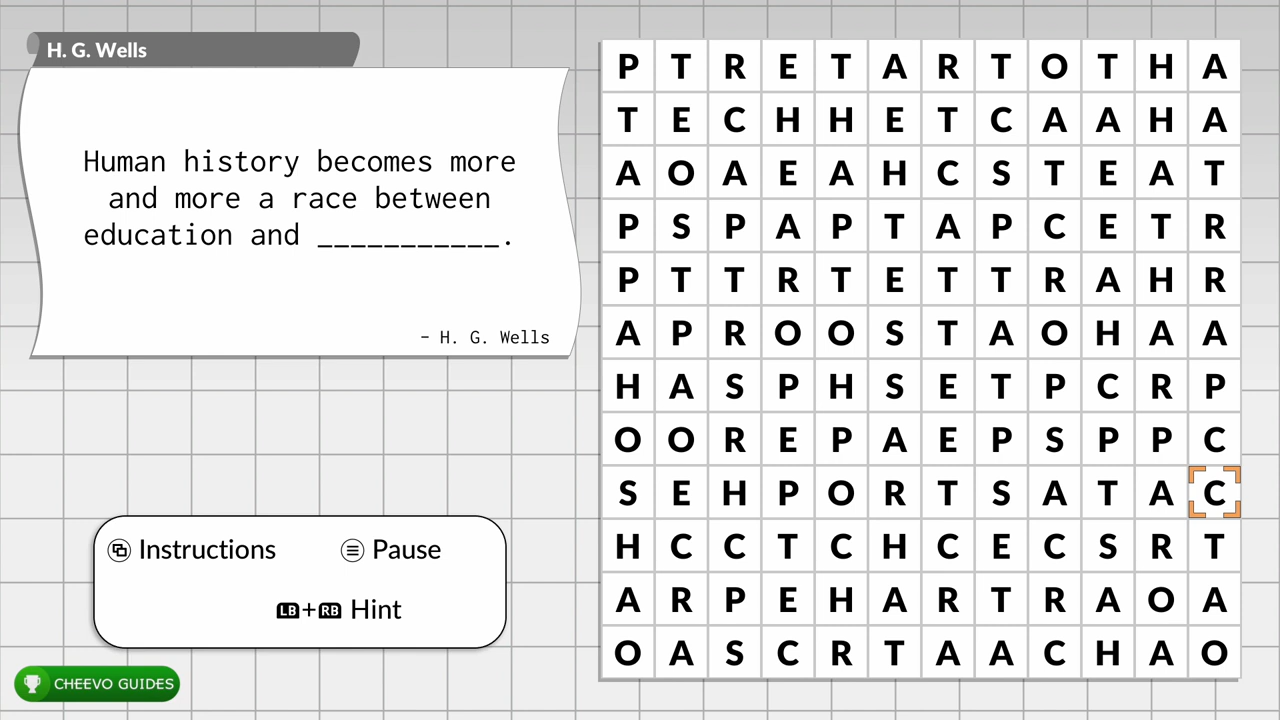 H. G. Wells
Human history becomes more
and more a race between
education and ___________.
– H. G. Wells
Instructions
Pause
LB+RB Hint
CHEEVO GUIDES
P T R E T A R T O T H A
T E C H H E T C A A H A
A O A E A H C S T E A T
P S P A P T A P C E T R
P T T R T E T T R A H R
A P R O O S T A O H A A
H A S P H S E T P C R P
O O R E P A E P S P P C
S E H P O R T S A T A C
H C C T C H C E C S R T
A R P E H A R T R A O A
O A S C R T A A C H A O